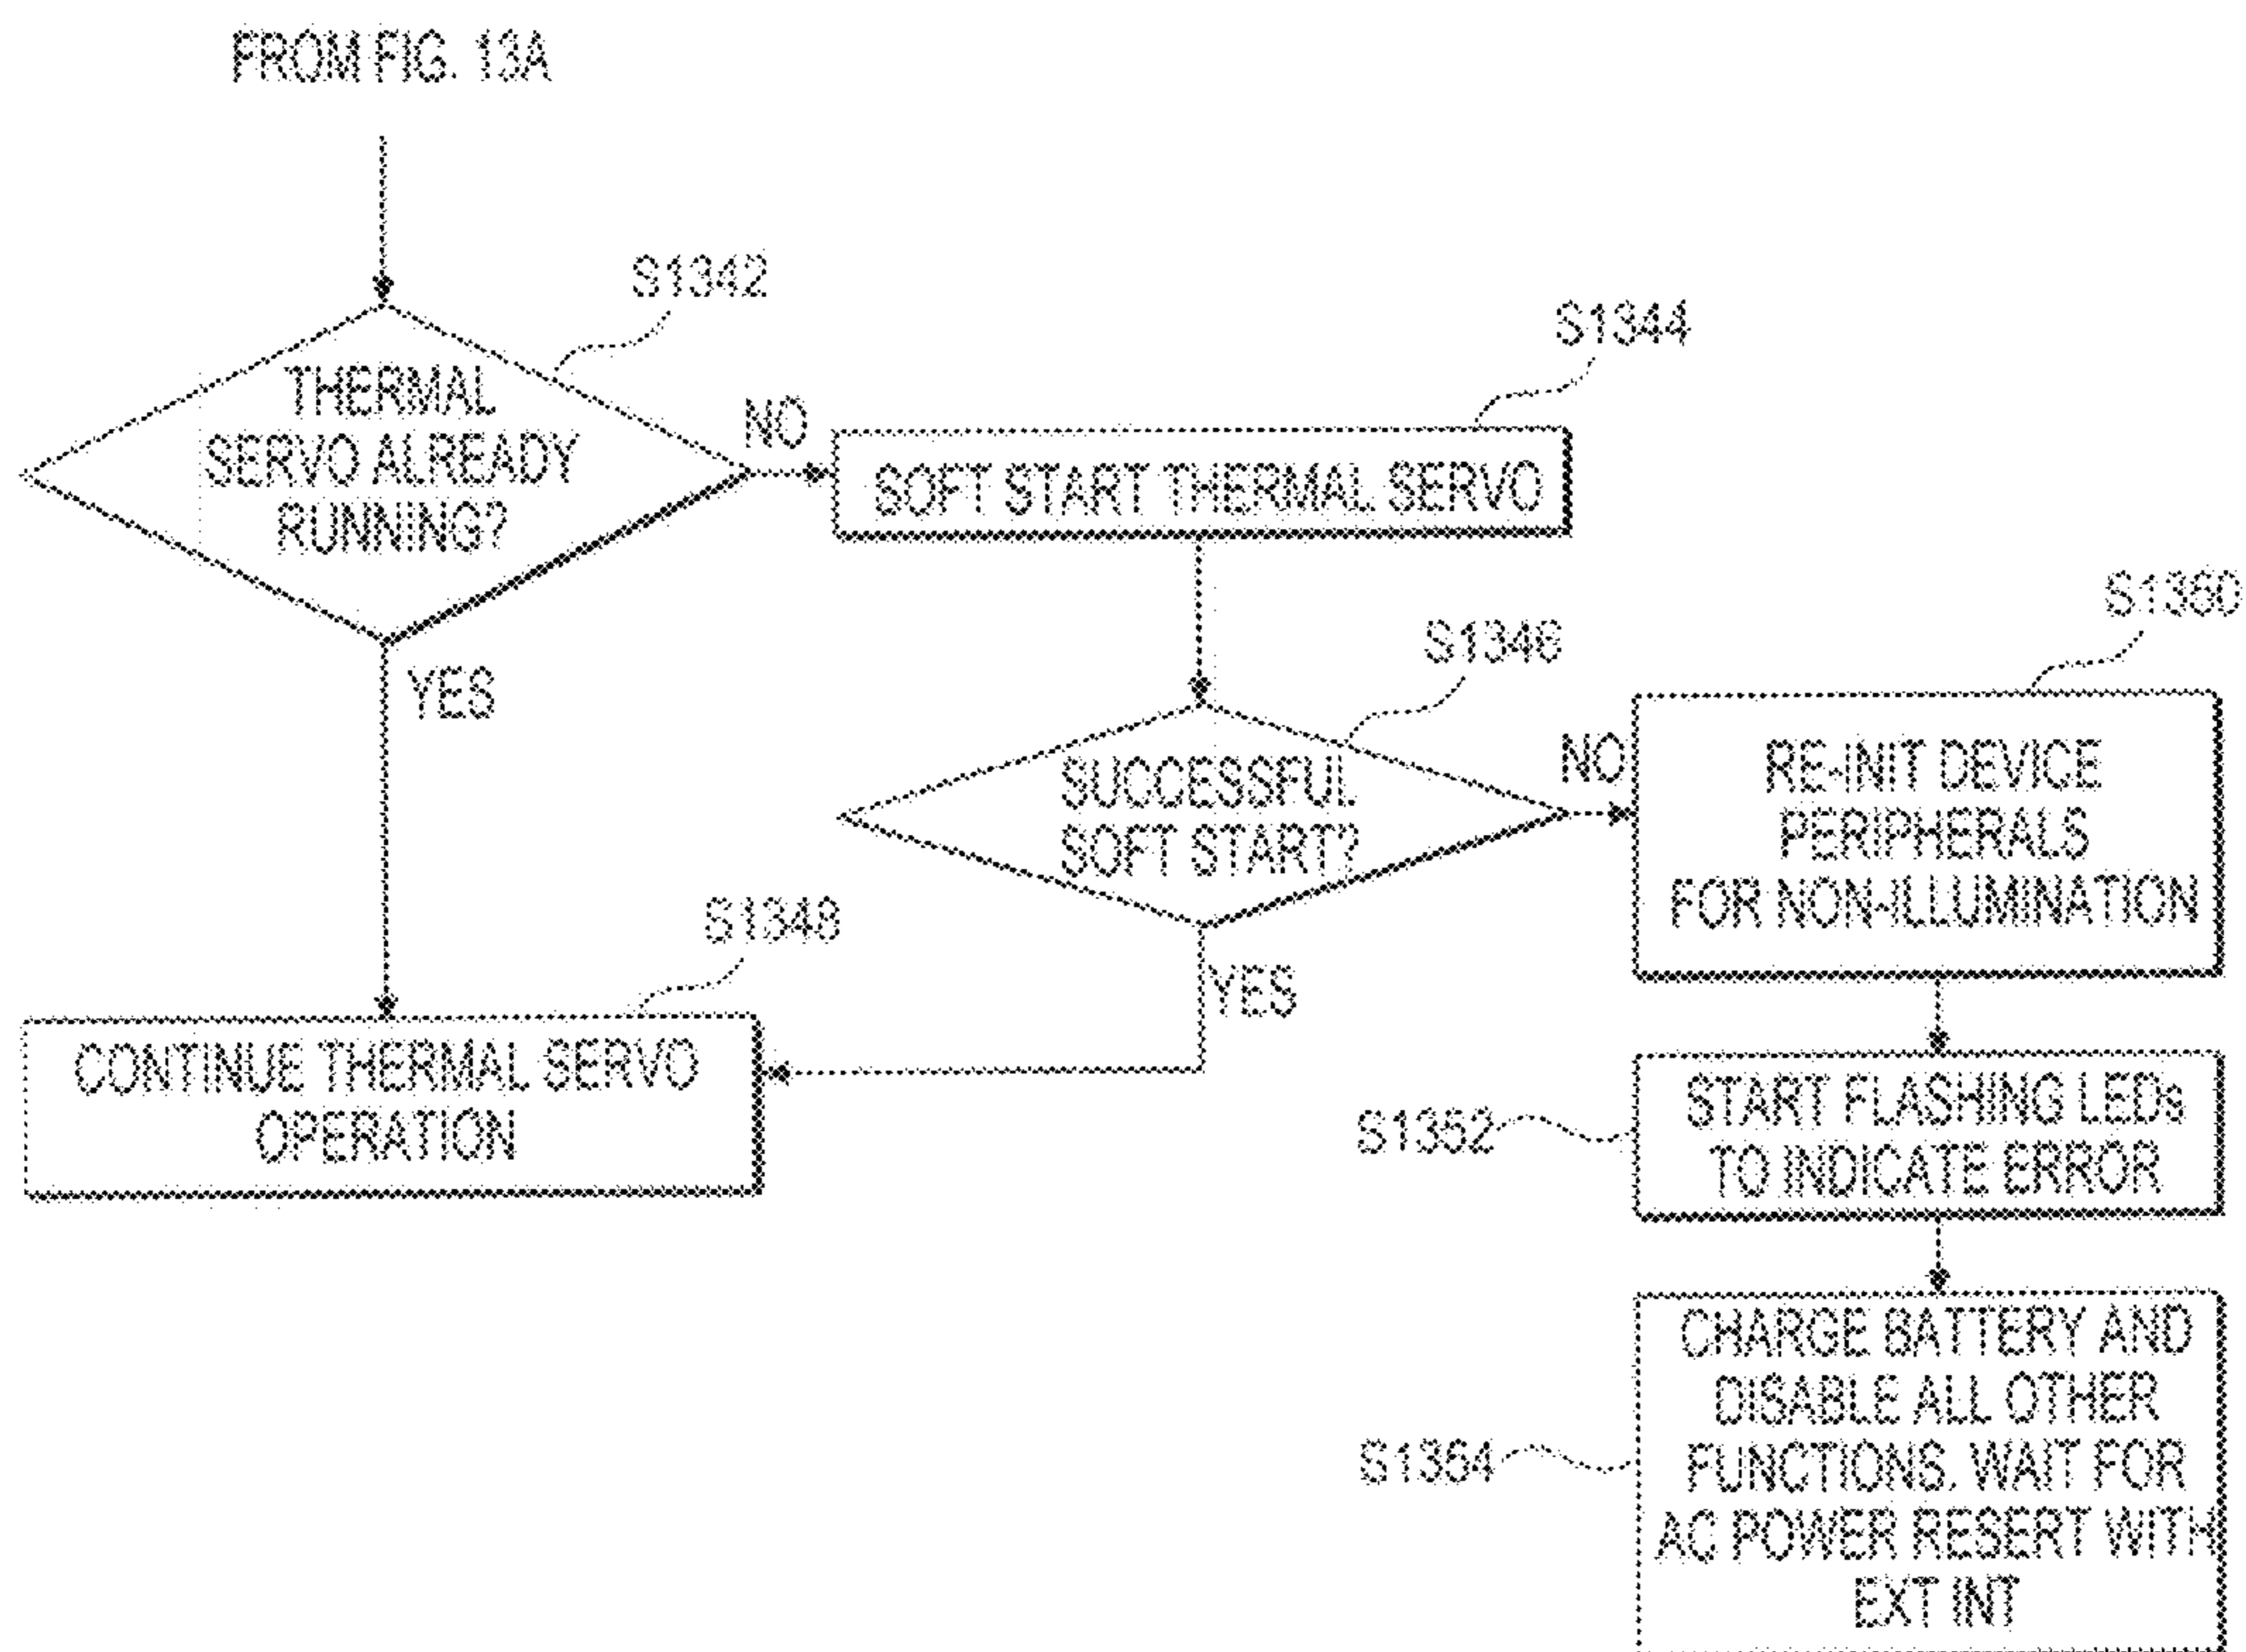 FROM FIG. 13A
S1342
THERMAL
SERVO ALREADY
RUNNING?
NO
YES
S1344
SOFT START THERMAL SERVO
S1346
SUCCESSFUL
SOFT START?
NO
YES
S1348
CONTINUE THERMAL SERVO
OPERATION
S1350
RE-INIT DEVICE
PERIPHERALS
FOR NON-ILLUMINATION
S1352
START FLASHING LEDs
TO INDICATE ERROR
S1354
CHARGE BATTERY AND
DISABLE ALL OTHER
FUNCTIONS. WAIT FOR
AC POWER RESERT WITH
EXT INT